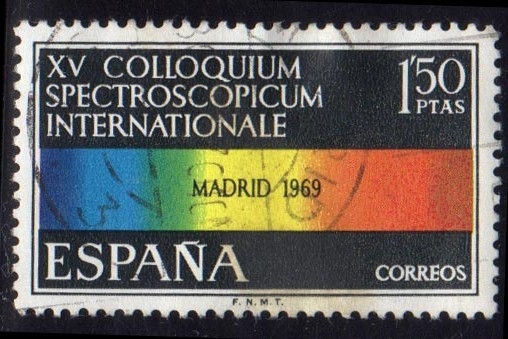 XV COLLOQUIUM
SPECTROSCOPICUM
INTERNATIONALE
1'50
PTAS
MADRID 1969
ESPAÑA
CORREOS
F. N. M. T.